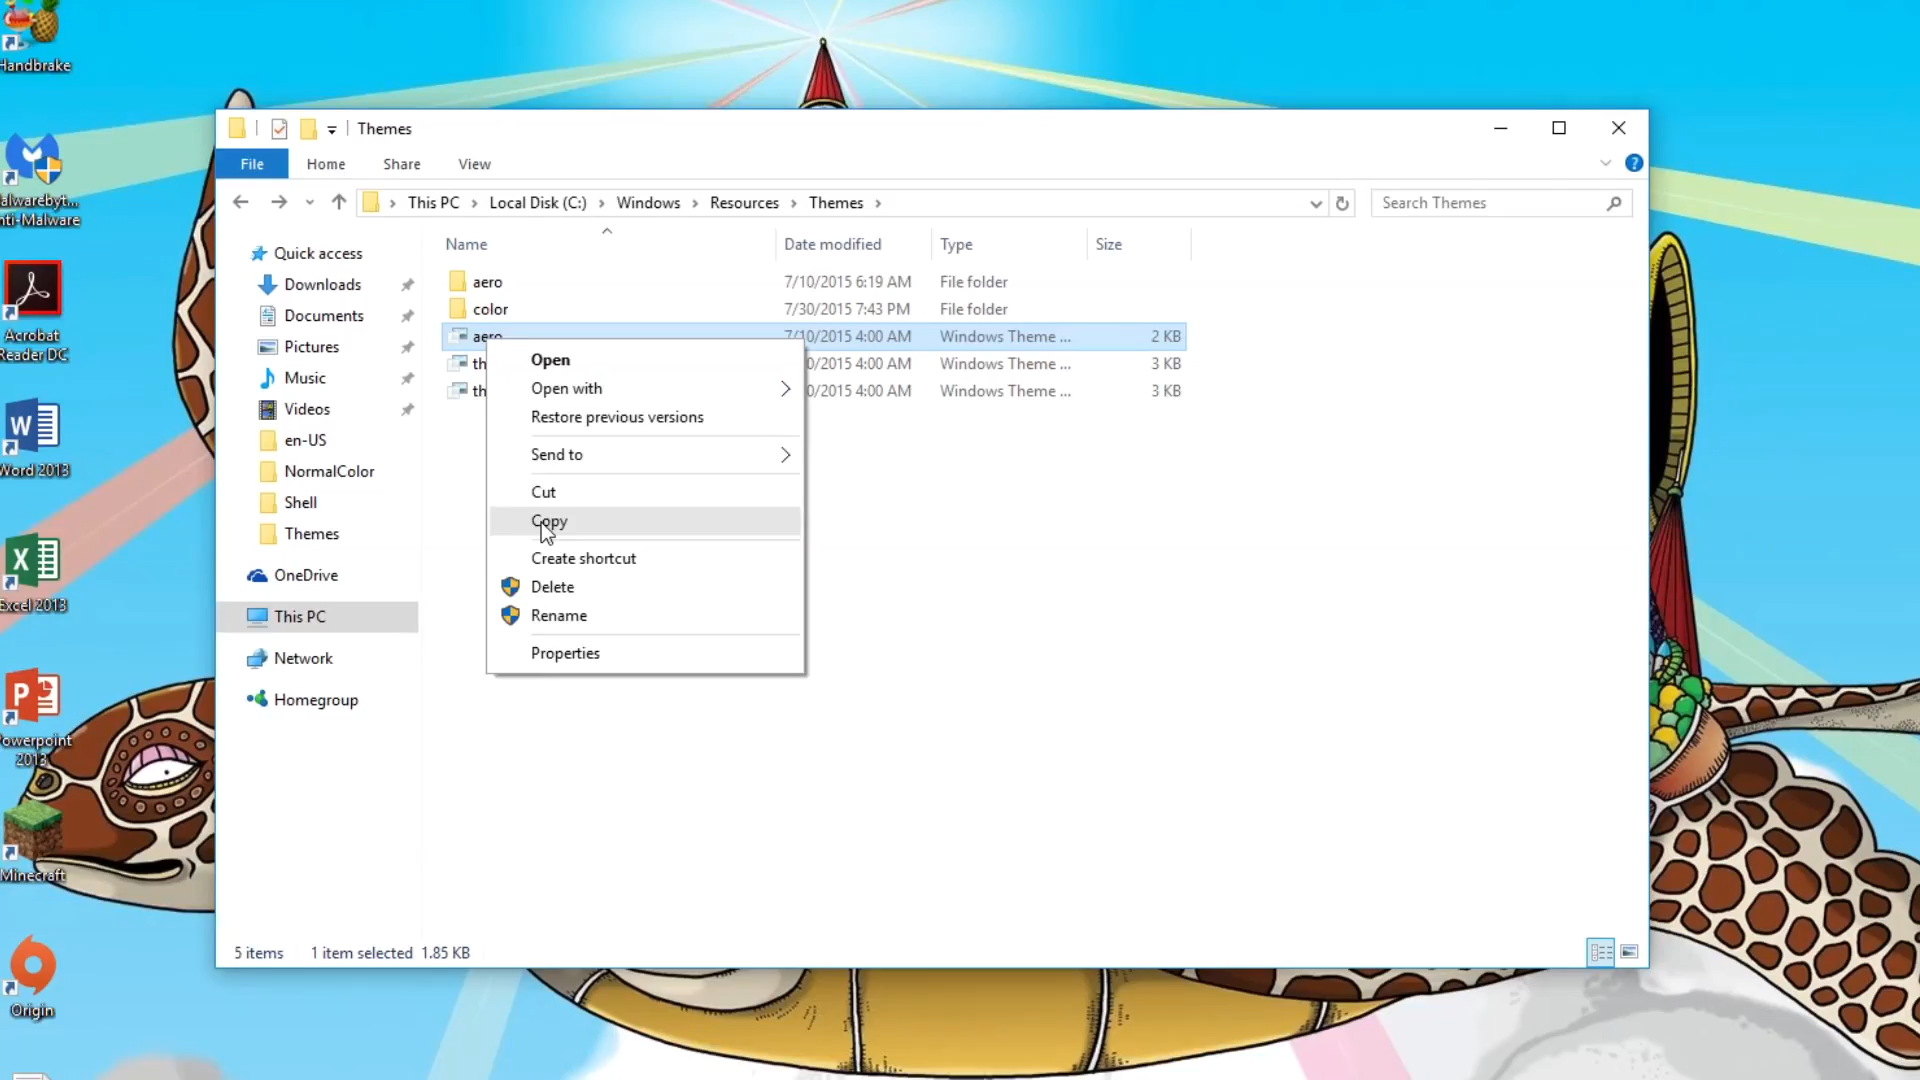 Handbrake
Themes
File
Home
Share
View
This PC
Local Disk (C:)
Windows
Resources
Themes
Search Themes
Name
Date modified
Type
Size
Quick access
Downloads
Documents
Pictures
Music
Videos
en-US
NormalColor
Shell
Themes
OneDrive
This PC
Network
Homegroup
aero
7/10/2015 6:19 AM
File folder
color
7/30/2015 7:43 PM
File folder
aero
7/10/2015 4:00 AM
Windows Theme ...
2 KB
th
0/2015 4:00 AM
Windows Theme ...
3 KB
th
0/2015 4:00 AM
Windows Theme ...
3 KB
Open
Open with
Restore previous versions
Send to
Cut
Copy
Create shortcut
Delete
Rename
Properties
5 items
1 item selected 1.85 KB
alwarebyt...
nti-Malware
Acrobat
Reader DC
Word 2013
Excel 2013
owerpoint
2013
Minecraft
Origin